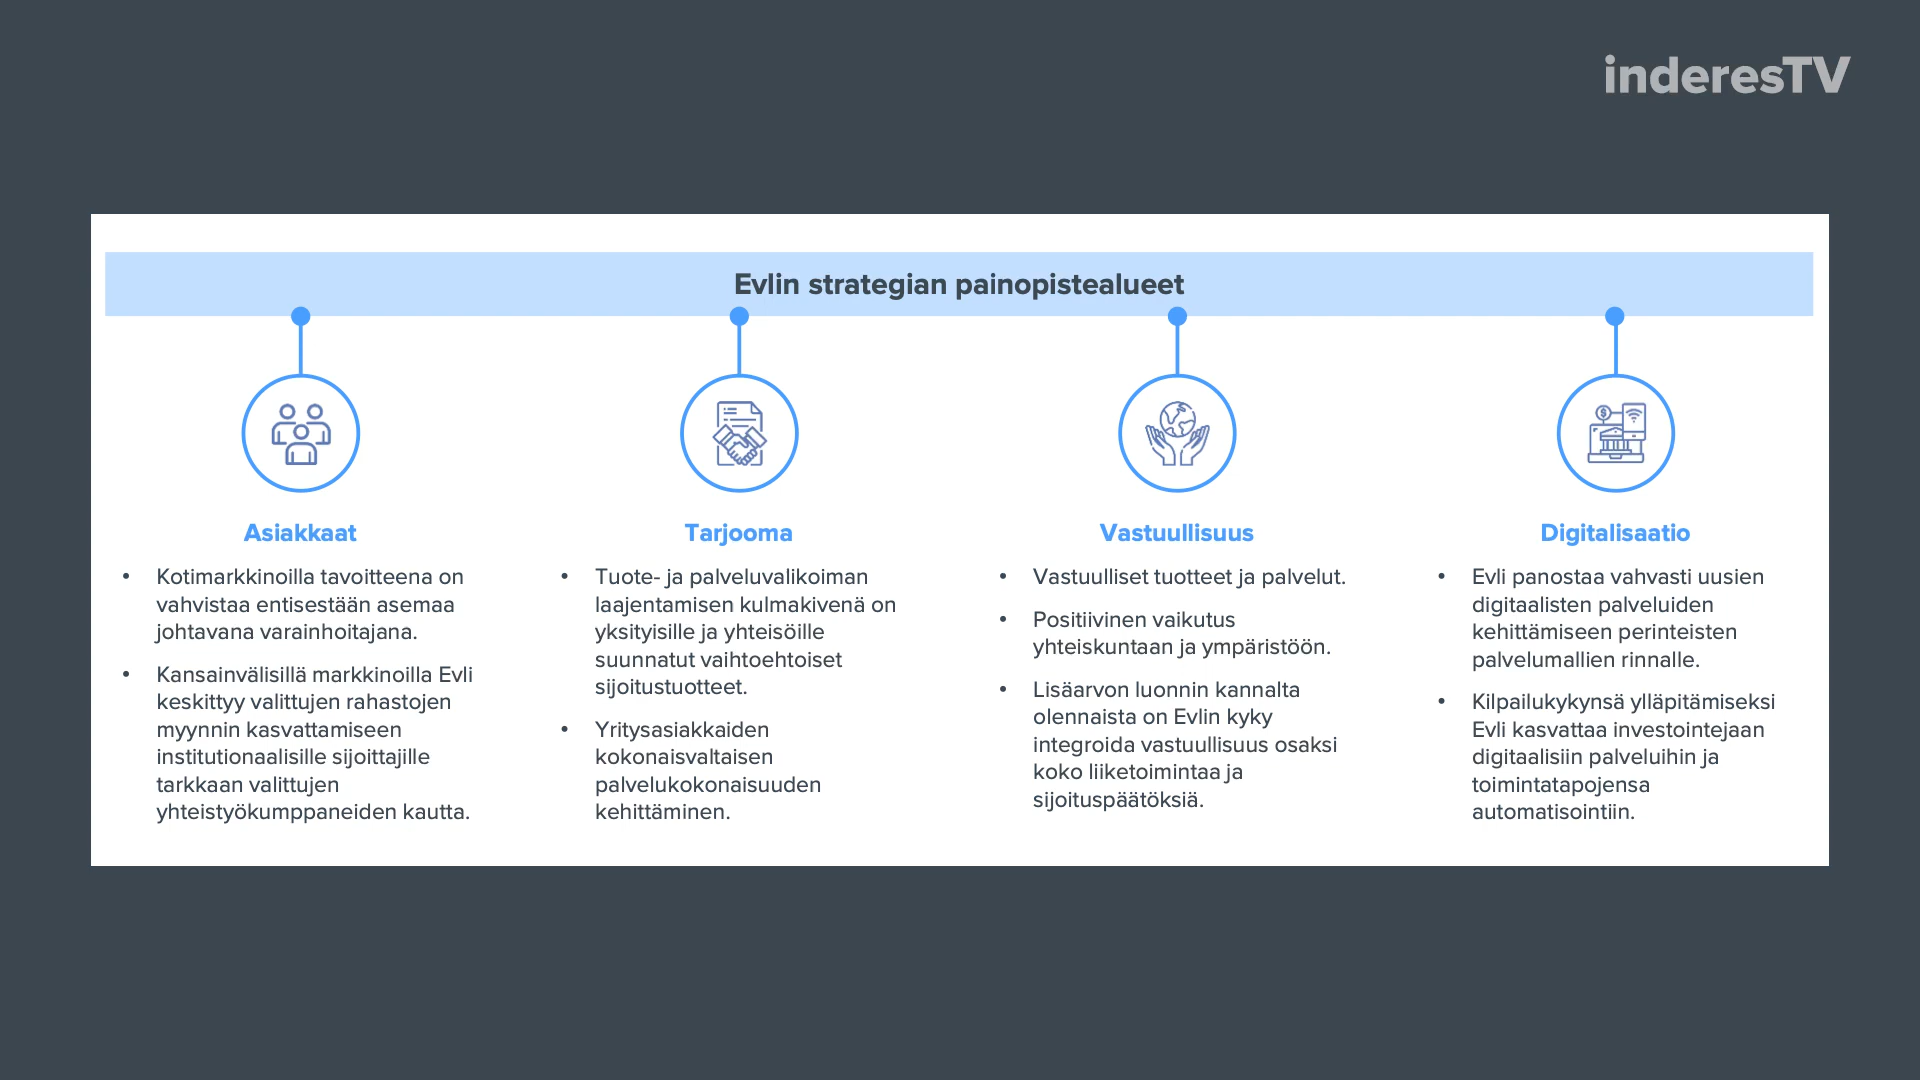 inderesTV
Evlin strategian painopistealueet
Asiakkaat
• Kotimarkkinoilla tavoitteena on
vahvistaa entisestään asemaa
johtavana varainhoitajana.
• Kansainvälisillä markkinoilla Evli
keskittyy valittujen rahastojen
myynnin kasvattamiseen
institutionaalisille sijoittajille
tarkkaan valittujen
yhteistyökumppaneiden kautta.
Tarjooma
• Tuote- ja palveluvalikoiman
laajentamisen kulmakivenä on
yksityisille ja yhteisöille
suunnatut vaihtoehtoiset
sijoitustuotteet.
• Yritysasiakkaiden
kokonaisvaltaisen
palvelukokonaisuuden
kehittäminen.
Vastuullisuus
• Vastuulliset tuotteet ja palvelut.
• Positiivinen vaikutus
yhteiskuntaan ja ympäristöön.
• Lisäarvon luonnin kannalta
olennaista on Evlin kyky
integroida vastuullisuus osaksi
koko liiketoimintaa ja
sijoituspäätöksiä.
Digitalisaatio
• Evli panostaa vahvasti uusien
digitaalisten palveluiden
kehittämiseen perinteisten
palvelumallien rinnalle.
• Kilpailukykynsä ylläpitämiseksi
Evli kasvattaa investointejaan
digitaalisiin palveluihin ja
toimintatapojensa
automatisointiin.